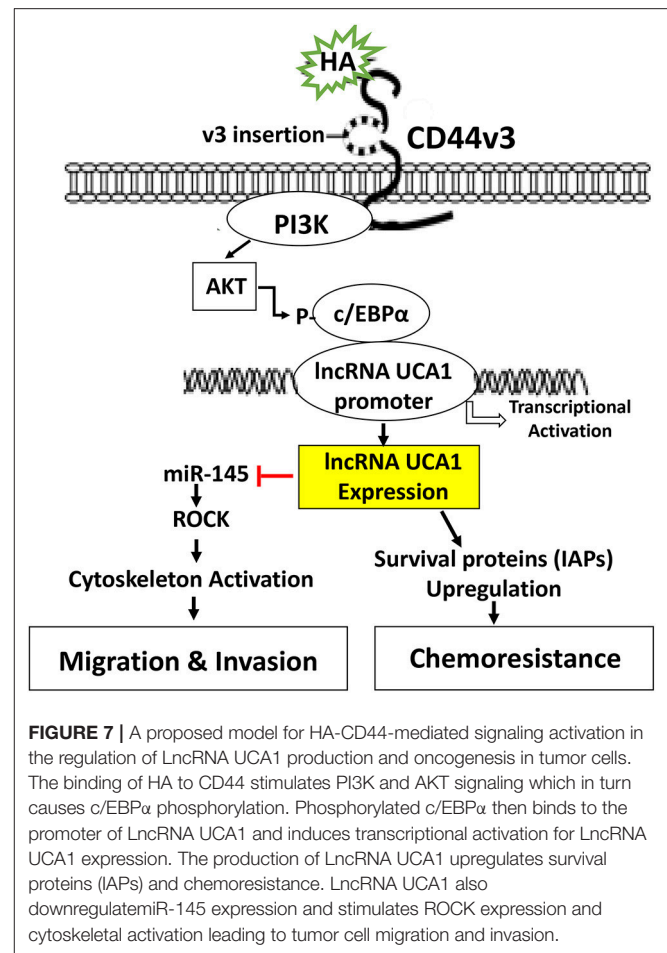 HA
v3 insertion
CD44v3
PI3K
AKT
P- c/EBPα
lncRNA UCA1
promoter
Transcriptional
Activation
lncRNA UCA1
Expression
miR-145
ROCK
Cytoskeleton Activation
Migration & Invasion
Survival proteins (IAPs)
Upregulation
Chemoresistance
FIGURE 7 | A proposed model for HA-CD44-mediated signaling activation in
the regulation of LncRNA UCA1 production and oncogenesis in tumor cells.
The binding of HA to CD44 stimulates PI3K and AKT signaling which in turn
causes c/EBPα phosphorylation. Phosphorylated c/EBPα then binds to the
promoter of LncRNA UCA1 and induces transcriptional activation for LncRNA
UCA1 expression. The production of LncRNA UCA1 upregulates survival
proteins (IAPs) and chemoresistance. LncRNA UCA1 also
downregulatemiR-145 expression and stimulates ROCK expression and
cytoskeletal activation leading to tumor cell migration and invasion.